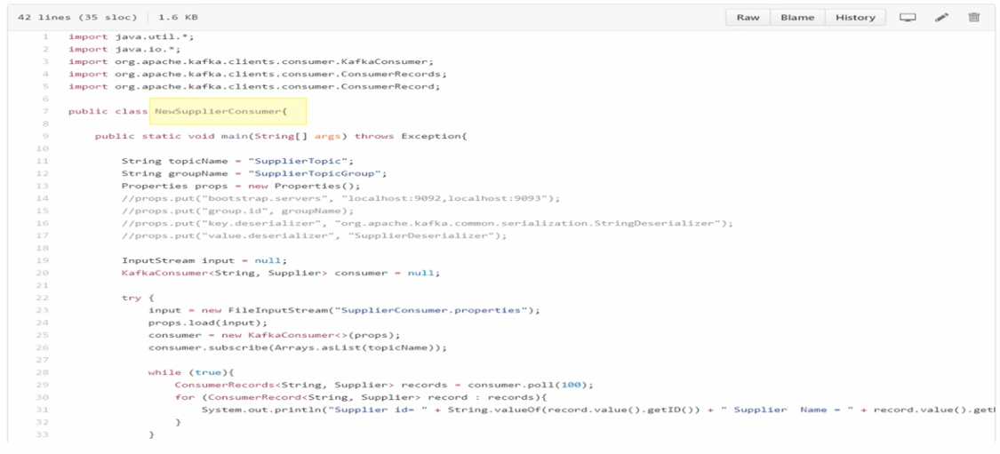 42 lines (35 sloc) 1.6 KB Raw Blame History
1 import java.util.*;
2 import java.io.*;
3 import org.apache.kafka.clients.consumer.KafkaConsumer;
4 import org.apache.kafka.clients.consumer.ConsumerRecords;
5 import org.apache.kafka.clients.consumer.ConsumerRecord;
6
7 public class NewSupplierConsumer{
8
9 public static void main(String[] args) throws Exception{
10
11 String topicName = "SupplierTopic";
12 String groupName = "SupplierTopicGroup";
13 Properties props = new Properties();
14 //props.put("bootstrap.servers", "localhost:9092,localhost:9093");
15 //props.put("group.id", groupName);
16 //props.put("key.deserializer", "org.apache.kafka.common.serialization.StringDeserializer");
17 //props.put("value.deserializer", "SupplierDeserializer");
18
19 InputStream input = null;
20 KafkaConsumer<String, Supplier> consumer = null;
21
22 try {
23 input = new FileInputStream("SupplierConsumer.properties");
24 props.load(input);
25 consumer = new KafkaConsumer<>(props);
26 consumer.subscribe(Arrays.asList(topicName));
27
28 while (true){
29 ConsumerRecords<String, Supplier> records = consumer.poll(100);
30 for (ConsumerRecord<String, Supplier> record : records){
31 System.out.println("Supplier id= " + String.valueOf(record.value().getID()) + " Supplier  Name = " + record.value().get
32 }
33 }